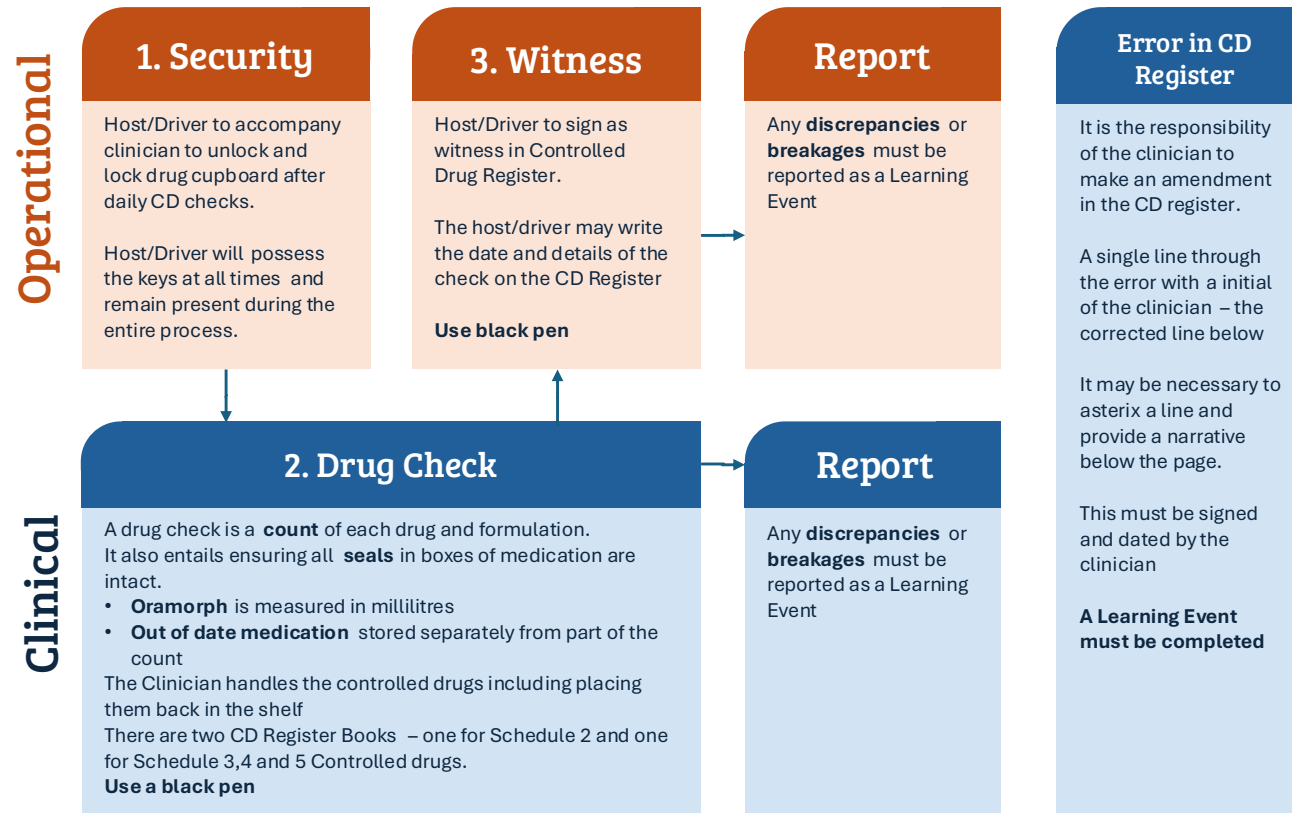 Operational
1. Security
Host/Driver to accompany
clinician to unlock and
lock drug cupboard after
daily CD checks.
Host/Driver will possess
the keys at all times and
remain present during the
entire process.
3. Witness
Host/Driver to sign as
witness in Controlled
Drug Register.
The host/driver may write
the date and details of the
check on the CD Register
Use black pen
Report
Any discrepancies or
breakages must be
reported as a Learning
Event
Clinical
2. Drug Check
A drug check is a count of each drug and formulation.
It also entails ensuring all seals in boxes of medication are
intact.
• Oramorph is measured in millilitres
• Out of date medication stored separately from part of the
count
The Clinician handles the controlled drugs including placing
them back in the shelf
There are two CD Register Books – one for Schedule 2 and one
for Schedule 3,4 and 5 Controlled drugs.
Use a black pen
Report
Any discrepancies or
breakages must be
reported as a Learning
Event
Error in CD
Register
It is the responsibility
of the clinician to
make an amendment
in the CD register.
A single line through
the error with a initial
of the clinician – the
corrected line below
It may be necessary to
asterix a line and
provide a narrative
below the page.
This must be signed
and dated by the
clinician
A Learning Event
must be completed